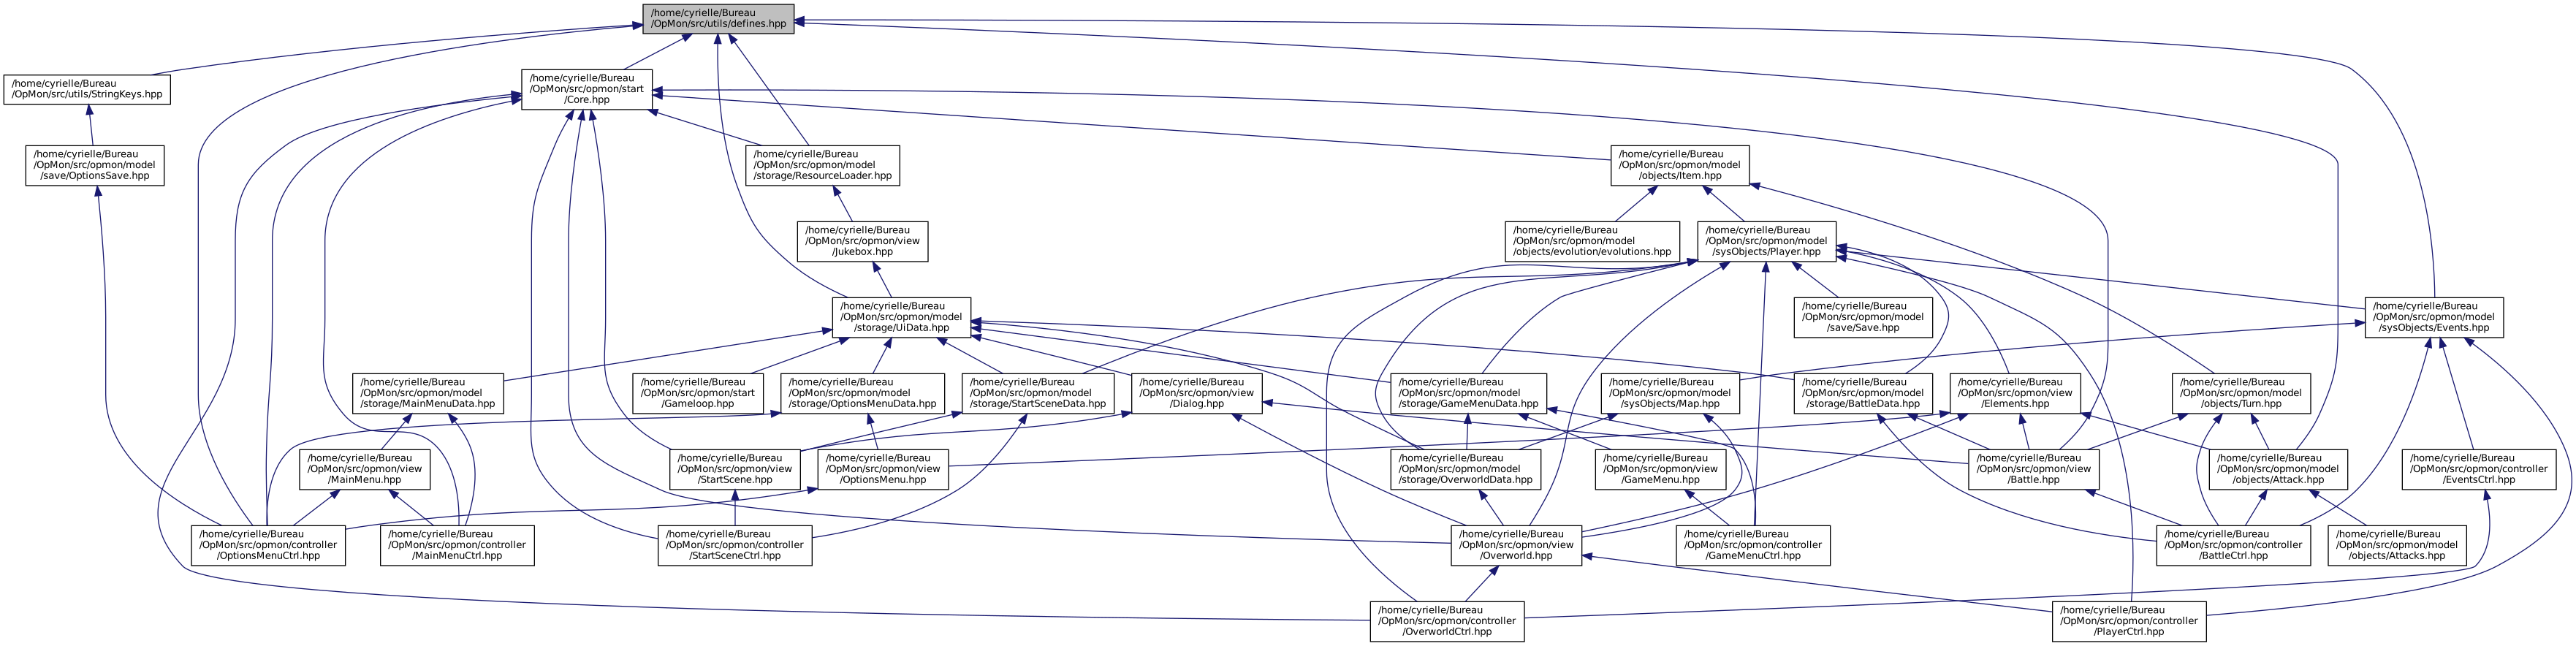 /home/cyrielle/Bureau
/OpMon/src/utils/defines.hpp
/home/cyrielle/Bureau
/OpMon/src/utils/StringKeys.hpp
/home/cyrielle/Bureau
/OpMon/src/opmon/start
/Core.hpp
/home/cyrielle/Bureau
/OpMon/src/opmon/model
/save/OptionsSave.hpp
/home/cyrielle/Bureau
/OpMon/src/opmon/model
/storage/ResourceLoader.hpp
/home/cyrielle/Bureau
/OpMon/src/opmon/model
/objects/Item.hpp
/home/cyrielle/Bureau
/OpMon/src/opmon/view
/Jukebox.hpp
/home/cyrielle/Bureau
/OpMon/src/opmon/model
/objects/evolution/evolutions.hpp
/home/cyrielle/Bureau
/OpMon/src/opmon/model
/sysObjects/Player.hpp
/home/cyrielle/Bureau
/OpMon/src/opmon/model
/storage/UiData.hpp
/home/cyrielle/Bureau
/OpMon/src/opmon/model
/save/Save.hpp
/home/cyrielle/Bureau
/OpMon/src/opmon/model
/sysObjects/Events.hpp
/home/cyrielle/Bureau
/OpMon/src/opmon/model
/storage/MainMenuData.hpp
/home/cyrielle/Bureau
/OpMon/src/opmon/start
/Gameloop.hpp
/home/cyrielle/Bureau
/OpMon/src/opmon/model
/storage/OptionsMenuData.hpp
/home/cyrielle/Bureau
/OpMon/src/opmon/model
/storage/StartSceneData.hpp
/home/cyrielle/Bureau
/OpMon/src/opmon/view
/Dialog.hpp
/home/cyrielle/Bureau
/OpMon/src/opmon/model
/storage/GameMenuData.hpp
/home/cyrielle/Bureau
/OpMon/src/opmon/model
/sysObjects/Map.hpp
/home/cyrielle/Bureau
/OpMon/src/opmon/model
/storage/BattleData.hpp
/home/cyrielle/Bureau
/OpMon/src/opmon/view
/Elements.hpp
/home/cyrielle/Bureau
/OpMon/src/opmon/model
/objects/Turn.hpp
/home/cyrielle/Bureau
/OpMon/src/opmon/view
/MainMenu.hpp
/home/cyrielle/Bureau
/OpMon/src/opmon/view
/StartScene.hpp
/home/cyrielle/Bureau
/OpMon/src/opmon/view
/OptionsMenu.hpp
/home/cyrielle/Bureau
/OpMon/src/opmon/model
/storage/OverworldData.hpp
/home/cyrielle/Bureau
/OpMon/src/opmon/view
/GameMenu.hpp
/home/cyrielle/Bureau
/OpMon/src/opmon/view
/Battle.hpp
/home/cyrielle/Bureau
/OpMon/src/opmon/model
/objects/Attack.hpp
/home/cyrielle/Bureau
/OpMon/src/opmon/controller
/EventsCtrl.hpp
/home/cyrielle/Bureau
/OpMon/src/opmon/controller
/OptionsMenuCtrl.hpp
/home/cyrielle/Bureau
/OpMon/src/opmon/controller
/MainMenuCtrl.hpp
/home/cyrielle/Bureau
/OpMon/src/opmon/controller
/StartSceneCtrl.hpp
/home/cyrielle/Bureau
/OpMon/src/opmon/view
/Overworld.hpp
/home/cyrielle/Bureau
/OpMon/src/opmon/controller
/GameMenuCtrl.hpp
/home/cyrielle/Bureau
/OpMon/src/opmon/controller
/BattleCtrl.hpp
/home/cyrielle/Bureau
/OpMon/src/opmon/model
/objects/Attacks.hpp
/home/cyrielle/Bureau
/OpMon/src/opmon/controller
/OverworldCtrl.hpp
/home/cyrielle/Bureau
/OpMon/src/opmon/controller
/PlayerCtrl.hpp